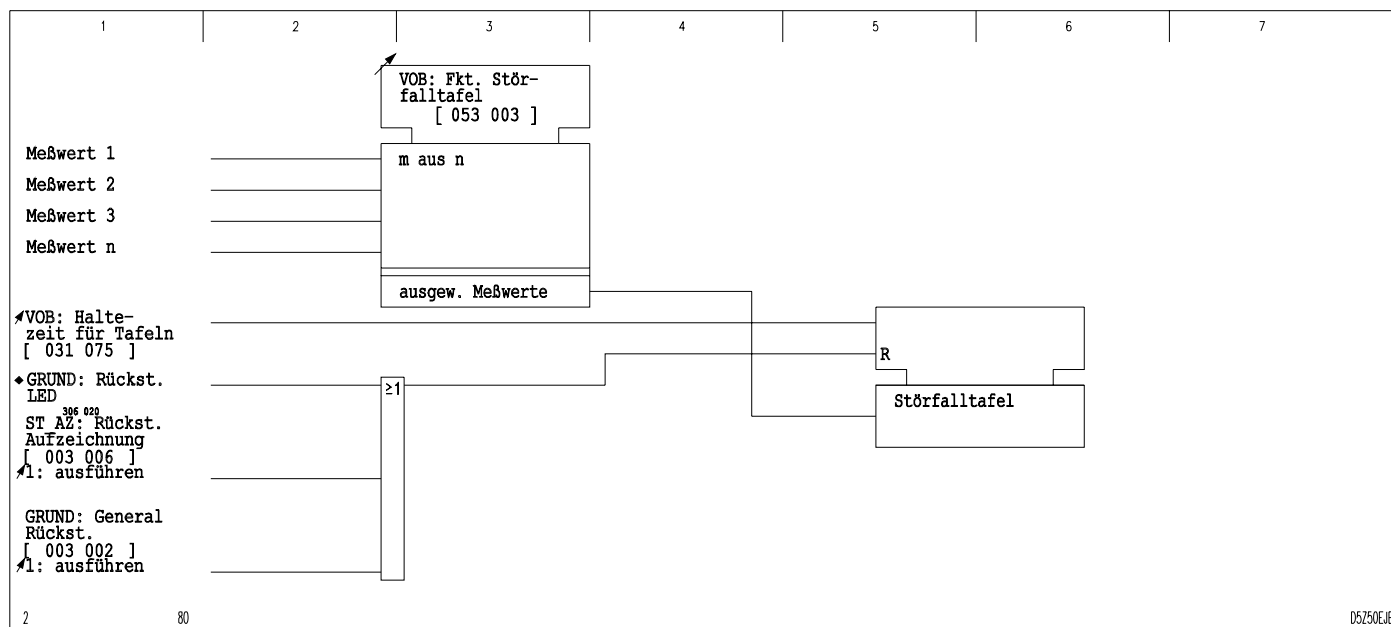 1 2 3 4 5 6 7
VOB: Fkt. Stör-
falltafel
[ 053 003 ]
Meßwert 1
Meßwert 2
Meßwert 3
Meßwert n
m aus n
ausgew. Meßwerte
VOB: Halte-
zeit für Tafeln
[ 031 075 ]
R
GRUND: Rückst.
LED
≥1
Störfalltafel
306 020
ST_AZ: Rückst.
Aufzeichnung
[ 003 006 ]
1: ausführen
GRUND: General
Rückst.
[ 003 002 ]
1: ausführen
2 80 D5Z50EJB